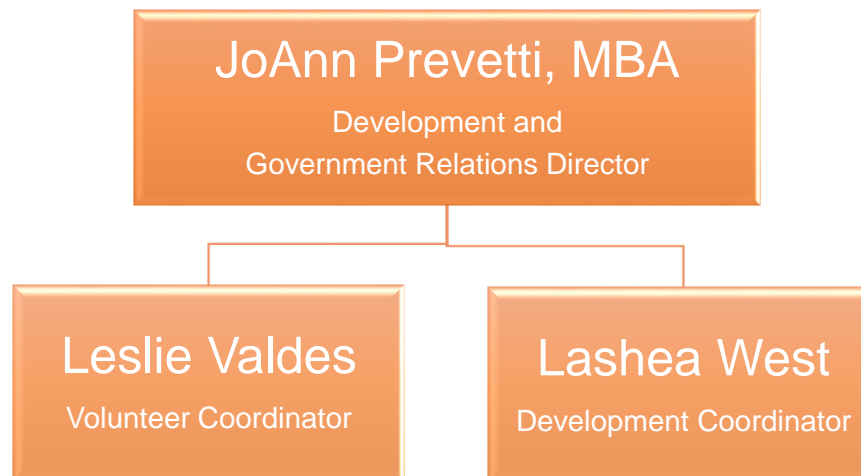 JoAnn Prevetti, MBA
Development and
Government Relations Director
Leslie Valdes
Volunteer Coordinator
Lashea West
Development Coordinator